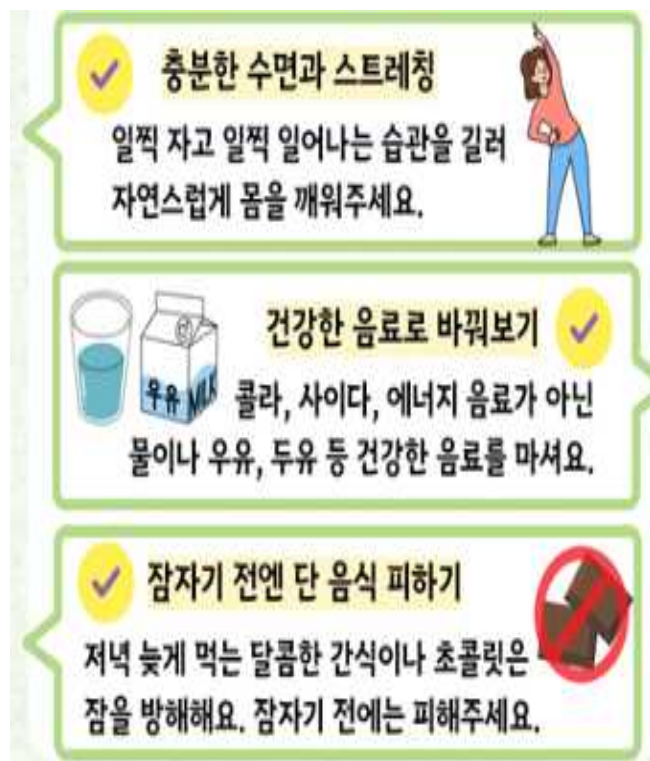 충분한 수면과 스트레칭
일찍 자고 일찍 일어나는 습관을 길러
자연스럽게 몸을 깨워주세요.
건강한 음료로 바꿔보기
우유 MILK
콜라, 사이다, 에너지 음료가 아닌
물이나 우유, 두유 등 건강한 음료를 마셔요.
잠자기 전엔 단 음식 피하기
저녁 늦게 먹는 달콤한 간식이나 초콜릿은
잠을 방해해요. 잠자기 전에는 피해주세요.